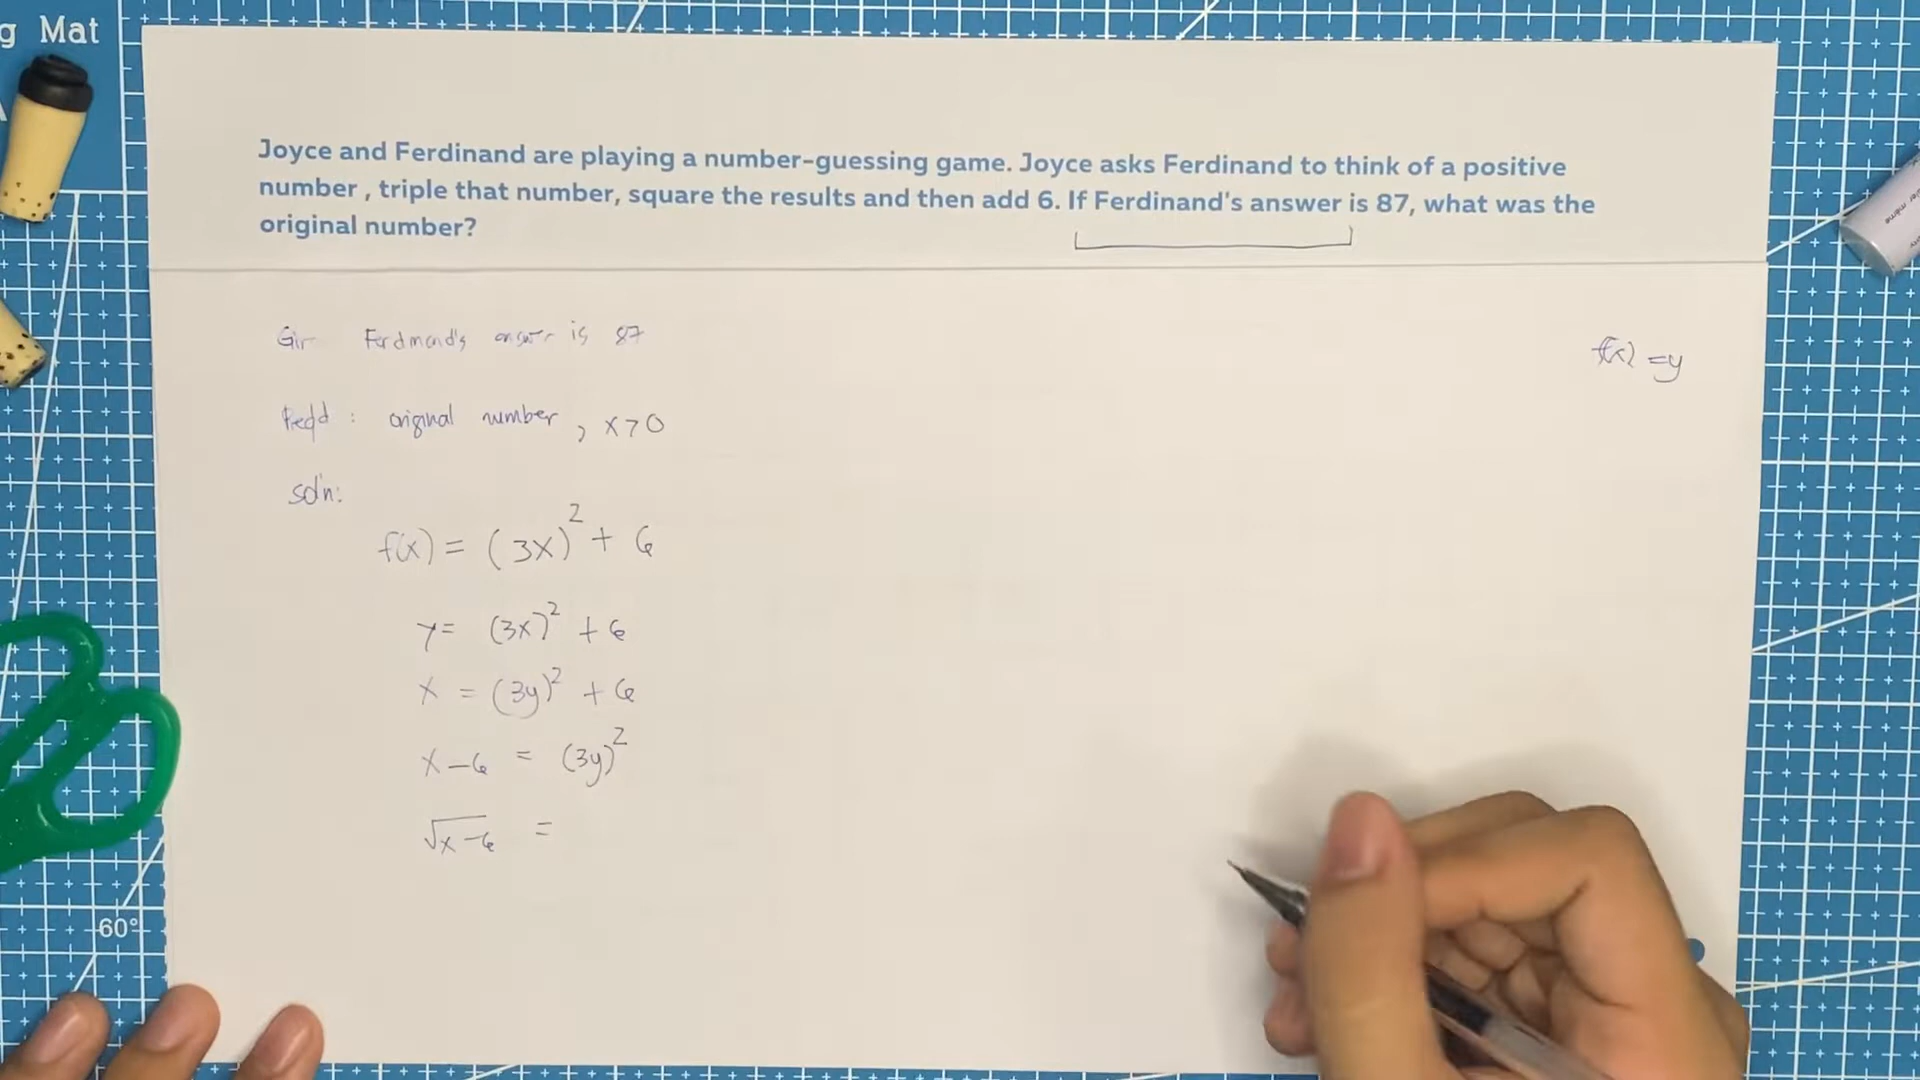 g Mat
Joyce and Ferdinand are playing a number-guessing game. Joyce asks Ferdinand to think of a positive
number , triple that number, square the results and then add 6. If Ferdinand's answer is 87, what was the
original number?
Ferdinand's answer is 87
f(x) = y
original number , x > 0
sol'n:
f(x) = (3x)² + 6
y = (3x)² + 6
x = (3y)² + 6
x - 6 = (3y)²
√x-6 =
60°